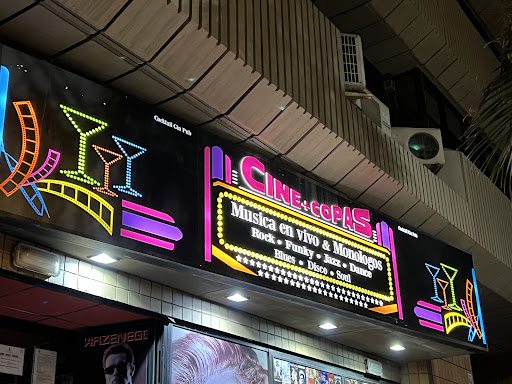 Cocktail Gin Pub
CINE+COPAS
Musica en vivo & Monologos
Rock • Funky • Jazz • Dance
Blues • Disco • Soul